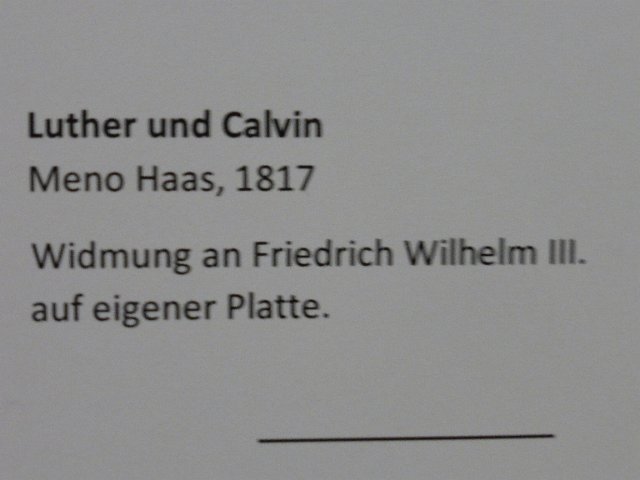 Luther und Calvin
Meno Haas, 1817
Widmung an Friedrich Wilhelm III.
auf eigener Platte.